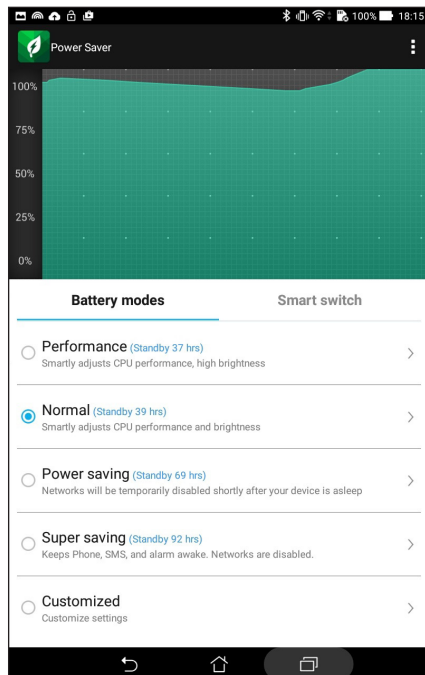 100% 18:15
Power Saver
100%
75%
50%
25%
0%
Battery modes Smart switch
Performance (Standby 37 hrs)
Smartly adjusts CPU performance, high brightness
Normal (Standby 39 hrs)
Smartly adjusts CPU performance and brightness
Power saving (Standby 69 hrs)
Networks will be temporarily disabled shortly after your device is asleep
Super saving (Standby 92 hrs)
Keeps Phone, SMS, and alarm awake. Networks are disabled.
Customized
Customize settings